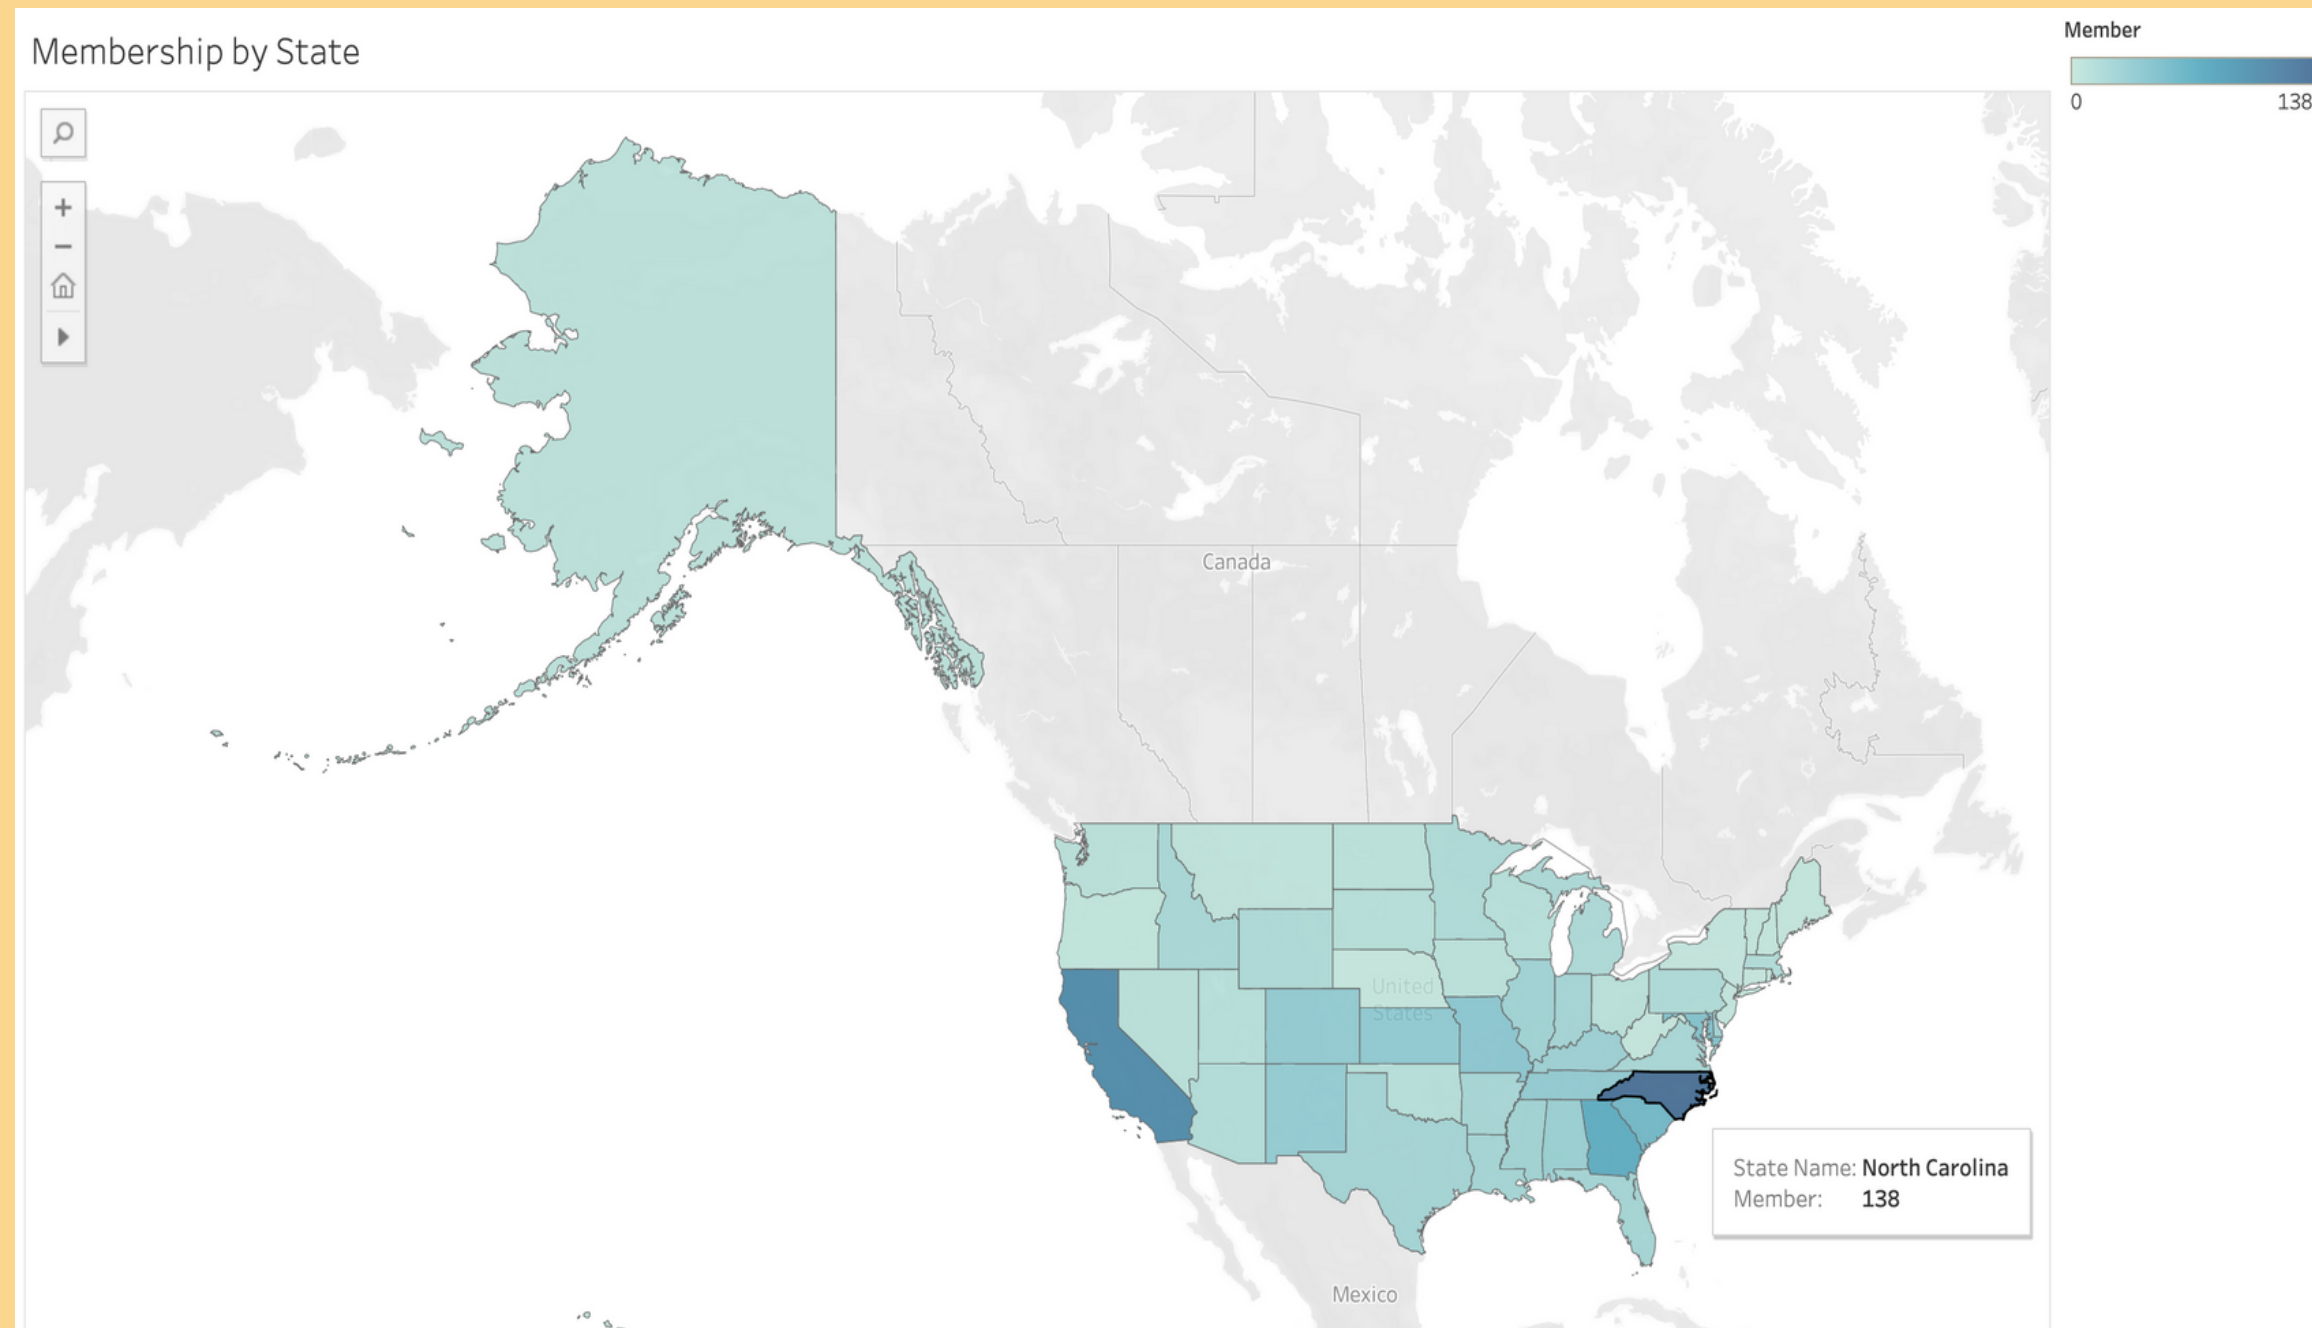 Membership by State
Member
0 138
Canada
United
States
State Name: North Carolina
Member: 138
Mexico